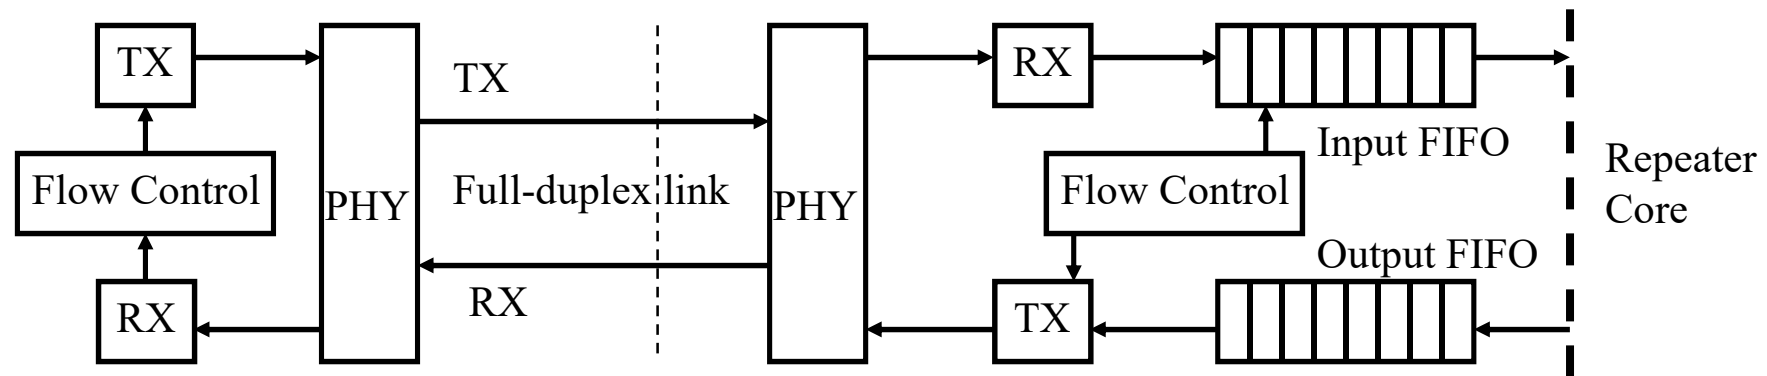 TX
RX
TX
Input FIFO
Flow Control
PHY
Full-duplex link
PHY
Flow Control
Repeater
Core
Output FIFO
RX
RX
TX